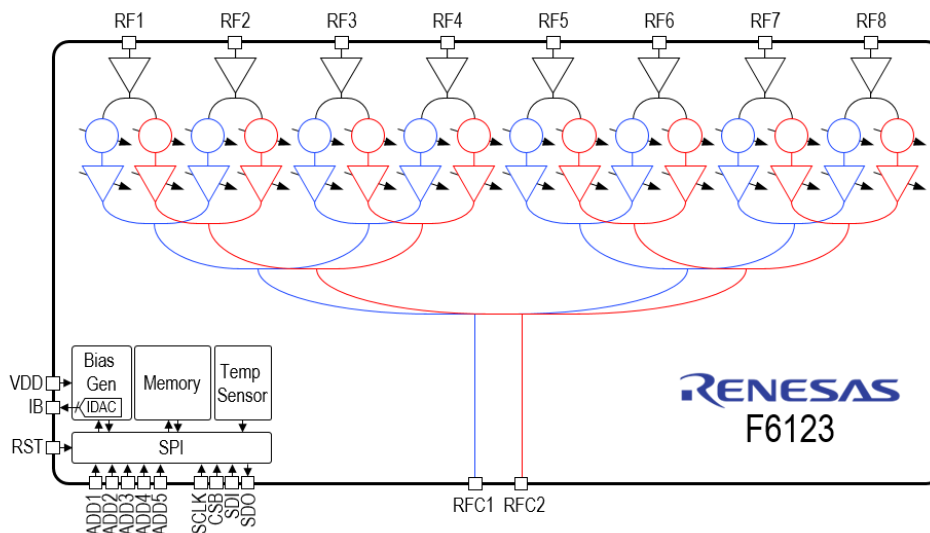 RF1 RF2 RF3 RF4 RF5 RF6 RF7 RF8
Bias
Gen
IDAC
Memory
Temp
Sensor
VDD
IB
RST
SPI
RENESAS
F6123
ADD1
ADD2
ADD3
ADD4
ADD5
SCLK
CSB
SDI
SDO
RFC1 RFC2